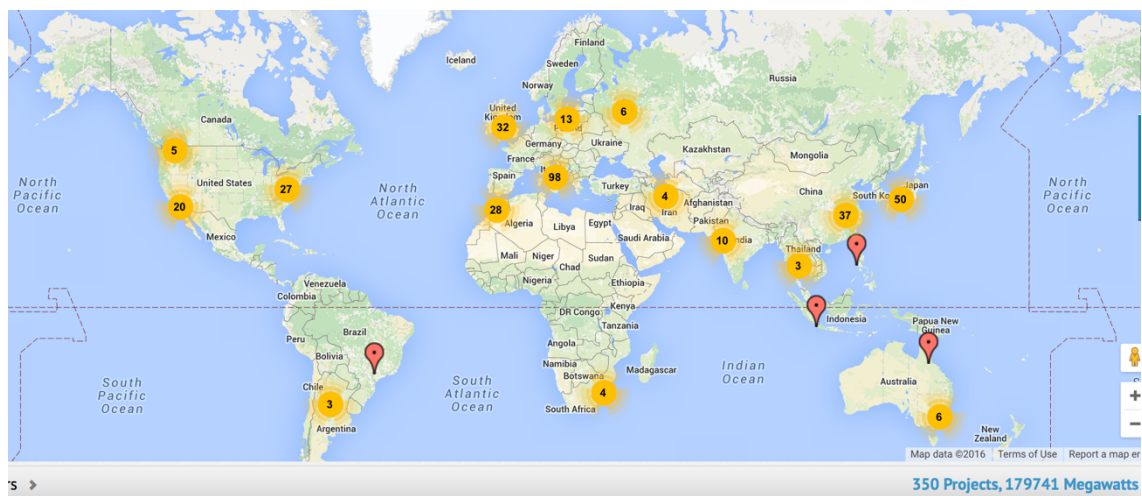 Iceland
Finland
Sweden
Norway
Russia
Canada
United
Kingdom
32
13
6
Poland
Germany
Ukraine
Kazakhstan
Mongolia
France
5
North
Pacific
Ocean
United States
27
20
North
Atlantic
Ocean
Spain
98
Turkey
4
Afghanistan
Iraq
Iran
Pakistan
China
South Ko
Japan
50
37
North
Pacific
Ocean
28
Algeria
Libya
Egypt
Saudi Arabia
10
India
Mexico
Mali
Niger
Chad
Sudan
Thailand
3
Nigeria
Ethiopia
Venezuela
Colombia
Kenya
DR Congo
Indonesia
Papua New
Guinea
Tanzania
Brazil
Peru
Angola
Bolivia
Namibia
Botswana
Madagascar
Indian
Ocean
Australia
South
Pacific
Ocean
Chile
3
Argentina
South
Atlantic
Ocean
4
South Africa
6
New
Zealand
+
−
Map data ©2016
Terms of Use
Report a map er
rs >
350 Projects, 179741 Megawatts